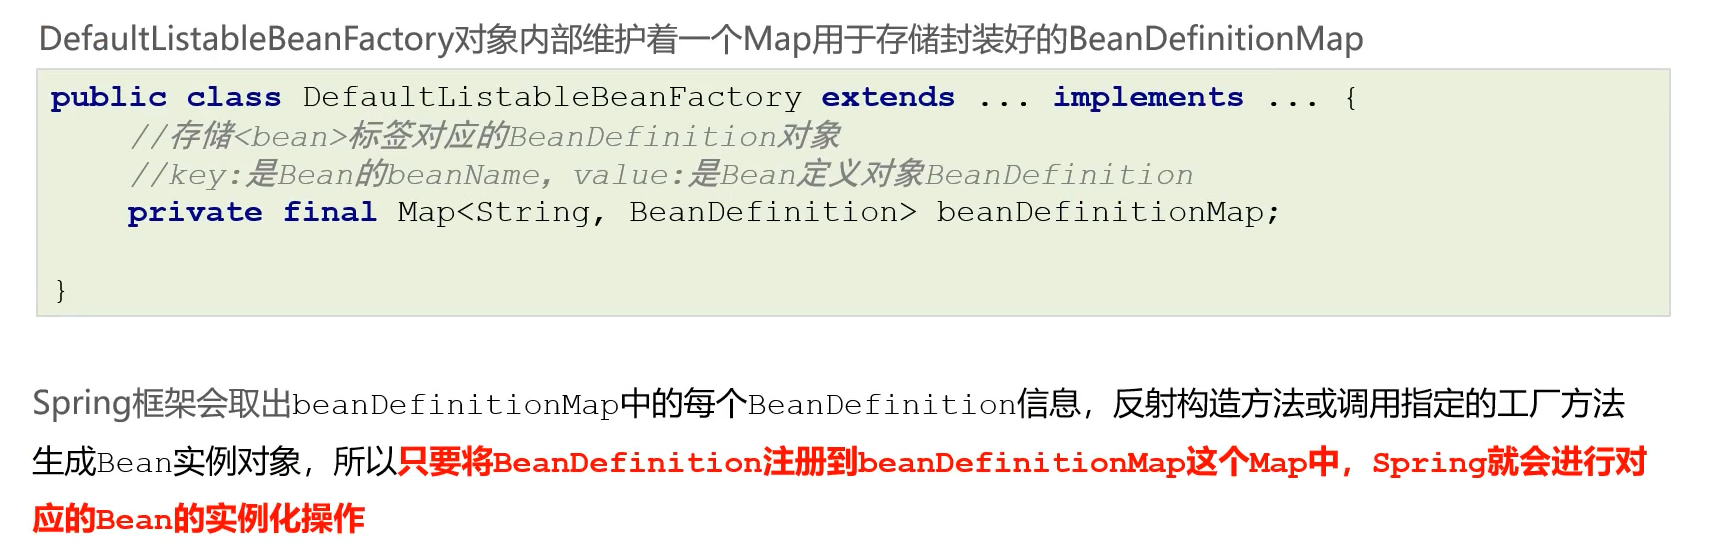 DefaultListableBeanFactory对象内部维护着一个Map用于存储封装好的BeanDefinitionMap
public class DefaultListableBeanFactory extends ... implements ... {
//存储<bean>标签对应的BeanDefinition对象
//key:是Bean的beanName，value:是Bean定义对象BeanDefinition
private final Map<String, BeanDefinition> beanDefinitionMap;
}
Spring框架会取出beanDefinitionMap中的每个BeanDefinition信息，反射构造方法或调用指定的工厂方法
生成Bean实例对象，所以只要将BeanDefinition注册到beanDefinitionMap这个Map中，Spring就会进行对
应的Bean的实例化操作